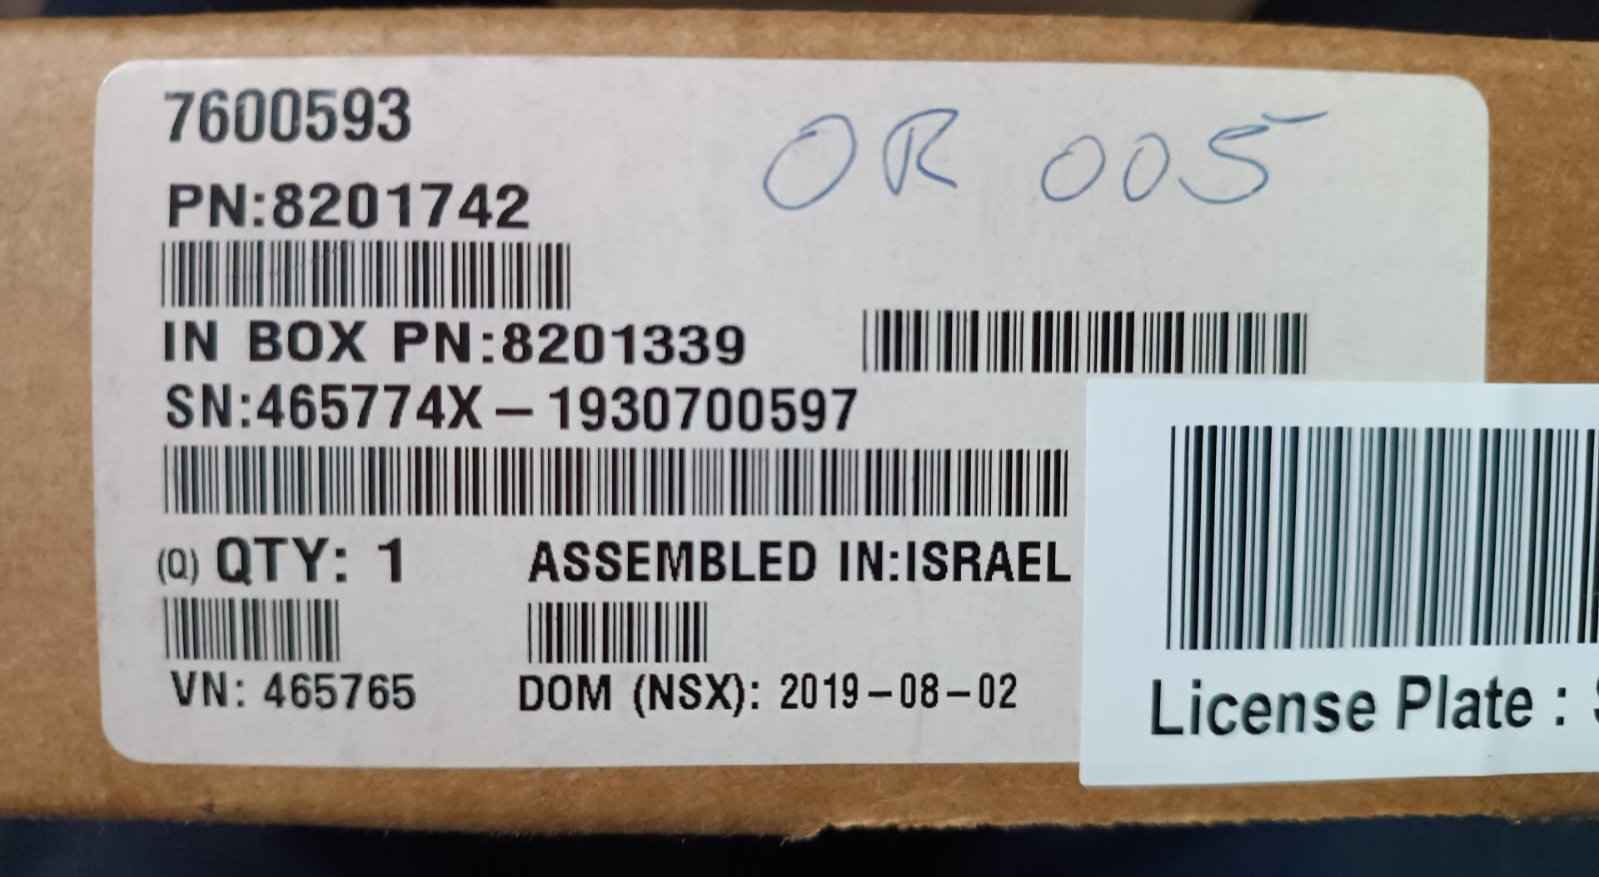 7600593
OR 005
PN:8201742
IN BOX PN:8201339
SN:465774X-1930700597
(Q) QTY: 1
ASSEMBLED IN:ISRAEL
VN: 465765
DOM (NSX): 2019-08-02
License Plate :